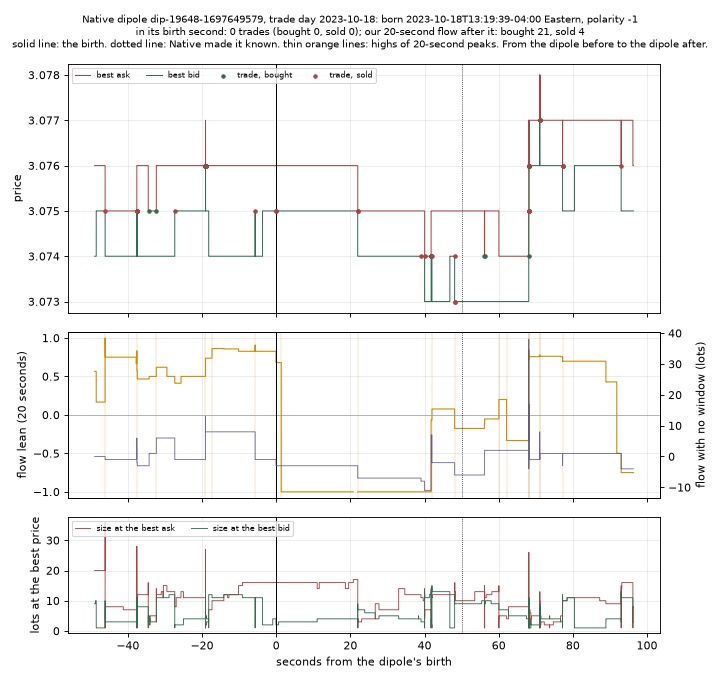 Native dipole dip-19648-1697649579, trade day 2023-10-18: born 2023-10-18T13:19:39-04:00 Eastern, polarity -1
in its birth second: 0 trades (bought 0, sold 0); our 20-second flow after it: bought 21, sold 4
solid line: the birth. dotted line: Native made it known. thin orange lines: highs of 20-second peaks. From the dipole before to the dipole after.
best ask best bid trade, bought trade, sold
3.078
3.077
3.076
3.075
3.074
3.073
price
1.0
0.5
0.0
−0.5
−1.0
flow lean (20 seconds)
40
30
20
10
0
−10
flow with no window (lots)
size at the best ask size at the best bid
30
20
10
0
lots at the best price
−40 −20 0 20 40 60 80 100
seconds from the dipole's birth